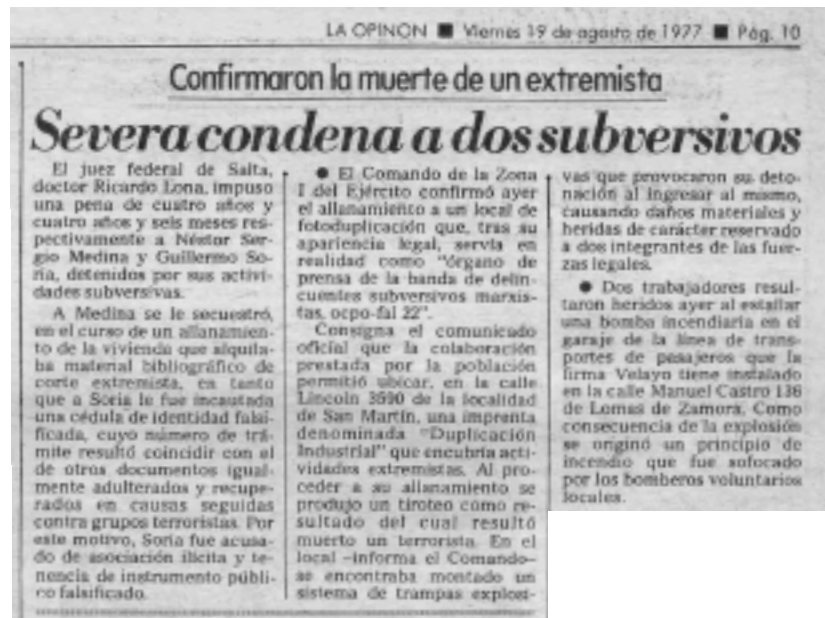 LA OPINON ■ Viernes 19 de agosto de 1977 ■ Pág. 10
Confirmaron la muerte de un extremista
Severa condena a dos subversivos
El juez federal de Salta,
doctor Ricardo Lona, impuso
una pena de cuatro años y
cuatro años y seis meses res-
pectivamente a Néstor Ser-
gio Medina y Guillermo So-
ria, detenidos por sus activi-
dades subversivas.
A Medina se le secuestró,
en el curso de un allanamien-
to de la vivienda que alquila-
ba material bibliográfico de
corte extremista, en tanto
que a Soria le fue incautada
una cédula de identidad falsi-
ficada, cuyo número de trá-
mite resultó coincidir con el
de otros documentos igual-
mente adulterados y recupe-
rados en causas seguidas
contra grupos terroristas. Por
este motivo, Soria fue acusa-
do de asociación ilícita y te-
nencia de instrumento públi-
co falsificado.
● El Comando de la Zona
I del Ejército confirmó ayer
el allanamiento a un local de
fotoduplicación que, tras su
apariencia legal, servía en
realidad como "órgano de
prensa de la banda de delin-
cuentes subversivos marxis-
tas, ocpo-fal 22".
Consigna el comunicado
oficial que la colaboración
prestada por la población
permitió ubicar, en la calle
Lincoln 3590 de la localidad
de San Martín, una imprenta
denominada "Duplicación
Industrial" que encubría acti-
vidades extremistas. Al pro-
ceder a su allanamiento se
produjo un tiroteo como re-
sultado del cual resultó
muerto un terrorista. En el
local –informa el Comando–
se encontraba montado un
sistema de trampas explosi-
vas que provocaron su deto-
nación al ingresar al mismo,
causando daños materiales y
heridas de carácter reservado
a dos integrantes de las fuer-
zas legales.
● Dos trabajadores resul-
taron heridos ayer al estallar
una bomba incendiaria en el
garaje de la línea de trans-
portes de pasajeros que la
firma Velayo tiene instalado
en la calle Manuel Castro 136
de Lomas de Zamora. Como
consecuencia de la explosión
se originó un principio de
incendio que fue sofocado
por los bomberos voluntarios
locales.